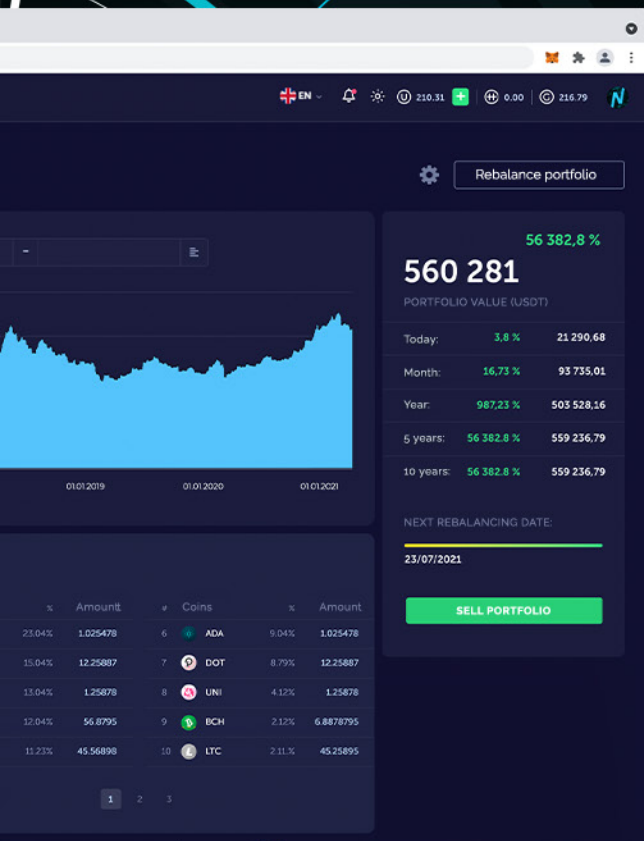 EN 210.31 + 0.00 216.79 N
Rebalance portfolio
-
56 382,8 %
560 281
PORTFOLIO VALUE (USDT)
Today: 3,8 % 21 290,68
Month: 16,73 % 93 735,01
Year: 987,23 % 503 528,16
5 years: 56 382.8 % 559 236,79
10 years: 56 382.8 % 559 236,79
01.01.2019 01.01.2020 01.01.2021
NEXT REBALANCING DATE:
23/07/2021
SELL PORTFOLIO
% Amount # Coins % Amount
23.04% 1.025478 6 ADA 9.04% 1.025478
15.04% 12.25887 7 DOT 8.79% 12.25887
13.04% 1.25878 8 UNI 4.12% 1.25878
12.04% 56.8795 9 BCH 2.12% 6.8878795
11.23% 45.56898 10 LTC 2.11.% 45.25895
1 2 3